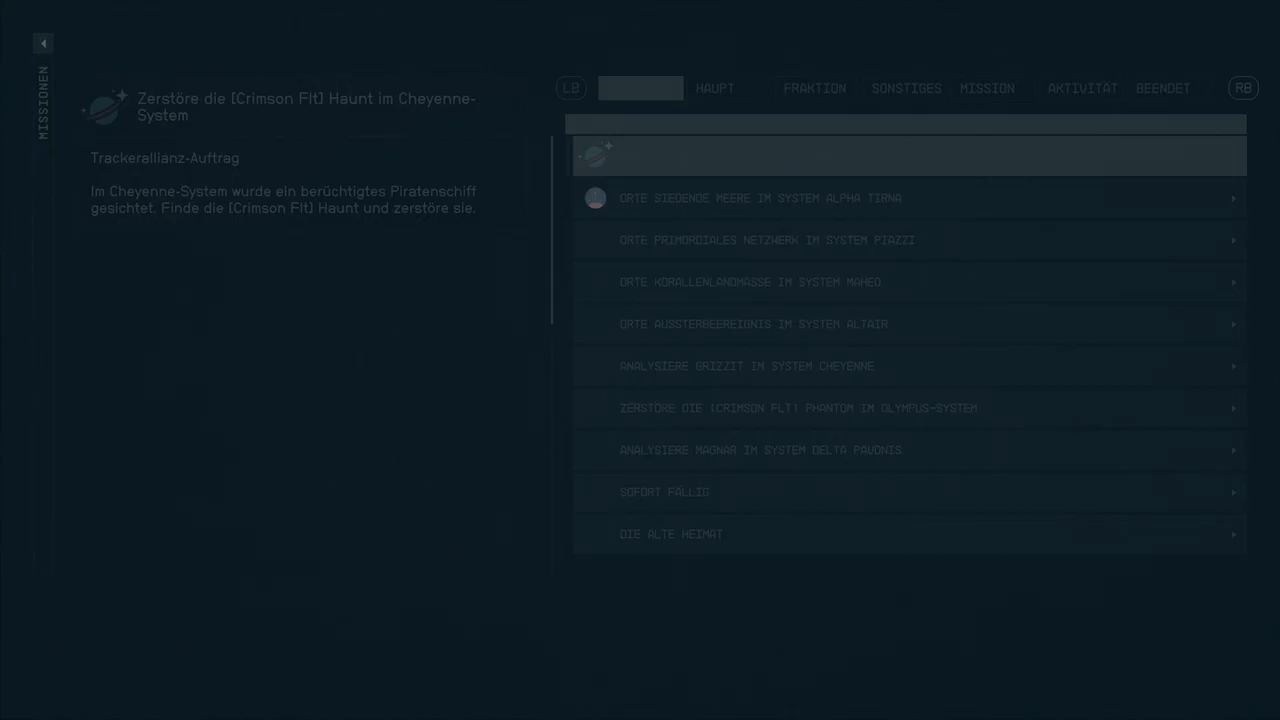 MISSIONEN
Zerstöre die [Crimson Flt] Haunt im Cheyenne-
System
Trackerallianz-Auftrag
Im Cheyenne-System wurde ein berüchtigtes Piratenschiff
gesichtet. Finde die [Crimson Flt] Haunt und zerstöre sie.
LB HAUPT FRAKTION SONSTIGES MISSION AKTIVITÄT BEENDET RB
ORTE SIEDENDE MEERE IM SYSTEM ALPHA TIRNA
ORTE PRIMORDIALES NETZWERK IM SYSTEM PIAZZI
ORTE KORALLENLANDMASSE IM SYSTEM MAHEO
ORTE AUSSTERBEEREIGNIS IM SYSTEM ALTAIR
ANALYSIERE GRIZZIT IM SYSTEM CHEYENNE
ZERSTÖRE DIE [CRIMSON FLT] PHANTOM IM OLYMPUS-SYSTEM
ANALYSIERE MAGNAR IM SYSTEM DELTA PAVONIS
SOFORT FÄLLIG
DIE ALTE HEIMAT